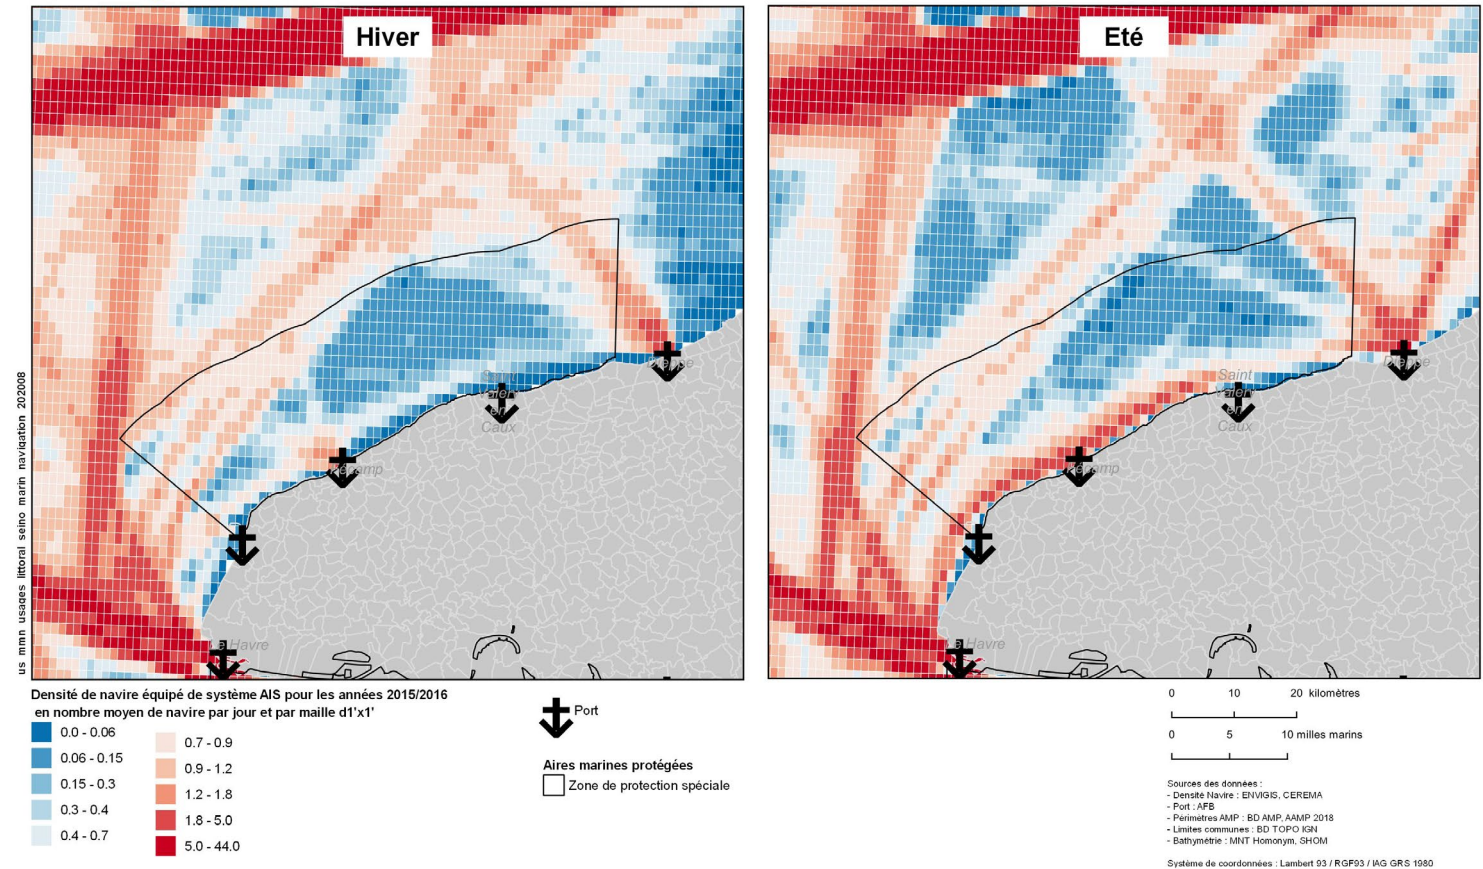 Hiver
Eté
Dieppe
Saint
Valéry
en
Caux
Fécamp
Le Havre
Dieppe
Saint
Valéry
en
Caux
Fécamp
Le Havre
us mmn usages littoral seino marin navigation 202008
Densité de navire équipé de système AIS pour les années 2015/2016
en nombre moyen de navire par jour et par maille d1'x1'
0.0 - 0.06
0.06 - 0.15
0.15 - 0.3
0.3 - 0.4
0.4 - 0.7
0.7 - 0.9
0.9 - 1.2
1.2 - 1.8
1.8 - 5.0
5.0 - 44.0
Port
Aires marines protégées
Zone de protection spéciale
0 10 20 kilomètres
0 5 10 milles marins
Sources des données :
- Densité Navire : ENVIGIS, CEREMA
- Port : AFB
- Périmètres AMP : BD AMP, AAMP 2018
- Limites communes : BD TOPO IGN
- Bathymétrie : MNT Homonym, SHOM
Système de coordonnées : Lambert 93 / RGF93 / IAG GRS 1980